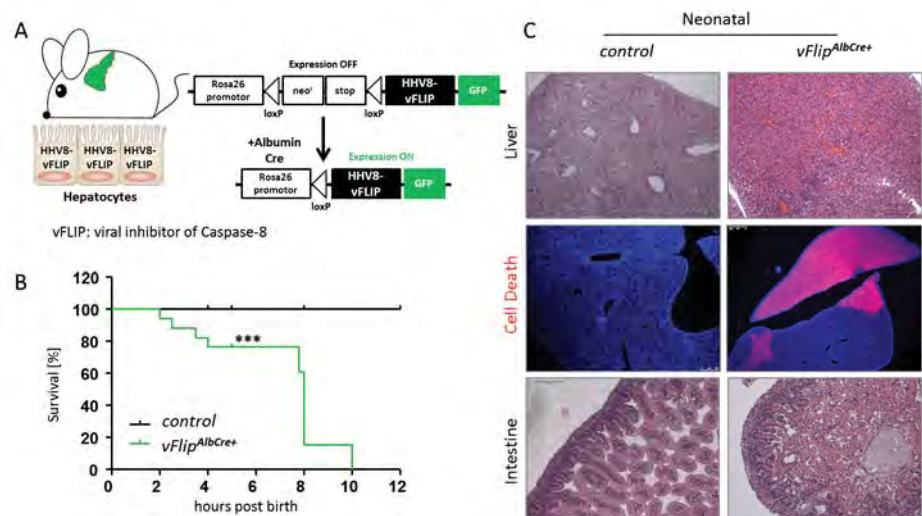 A
HHV8-
vFLIP
HHV8-
vFLIP
HHV8-
vFLIP
Hepatocytes
Expression OFF
Rosa26
promotor
neoʳ
stop
HHV8-
vFLIP
GFP
loxP
loxP
+Albumin
Cre
Expression ON
Rosa26
promotor
HHV8-
vFLIP
GFP
loxP
vFLIP: viral inhibitor of Caspase-8
B
120
100
80
60
40
20
0
Survival [%]
***
control
vFlipᴬˡᵇᶜʳᵉ⁺
0 2 4 6 8 10 12
hours post birth
C
Neonatal
control
vFlipᴬˡᵇᶜʳᵉ⁺
Liver
Cell Death
Intestine